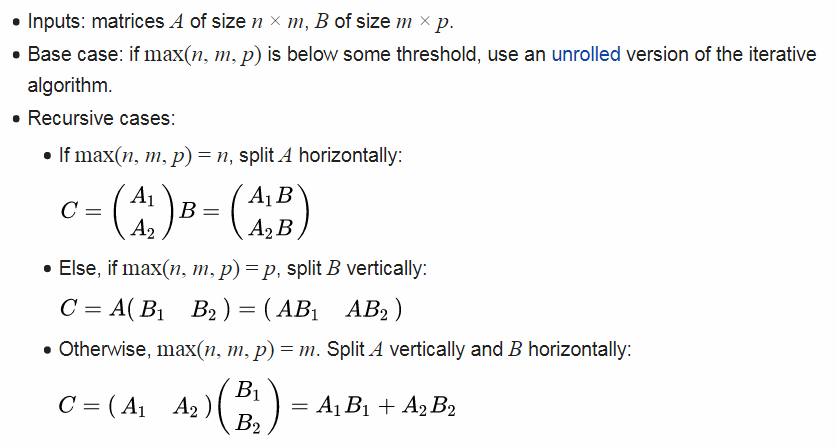 • Inputs: matrices A of size n × m, B of size m × p.
• Base case: if max(n, m, p) is below some threshold, use an unrolled version of the iterative
algorithm.
• Recursive cases:
• If max(n, m, p) = n, split A horizontally:
C = (A₁ A₂) B = (A₁B A₂B)
• Else, if max(n, m, p) = p, split B vertically:
C = A( B₁ B₂ ) = ( AB₁ AB₂ )
• Otherwise, max(n, m, p) = m. Split A vertically and B horizontally:
C = ( A₁ A₂ ) (B₁ B₂) = A₁B₁ + A₂B₂